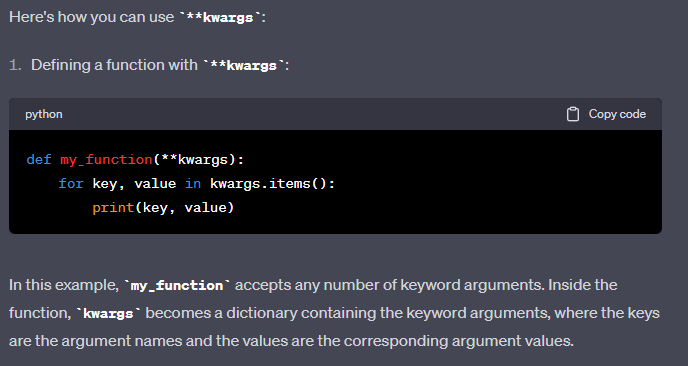 Here's how you can use `**kwargs`:
1. Defining a function with `**kwargs`:
python Copy code
def my_function(**kwargs):
    for key, value in kwargs.items():
        print(key, value)
In this example, `my_function` accepts any number of keyword arguments. Inside the
function, `kwargs` becomes a dictionary containing the keyword arguments, where the keys
are the argument names and the values are the corresponding argument values.